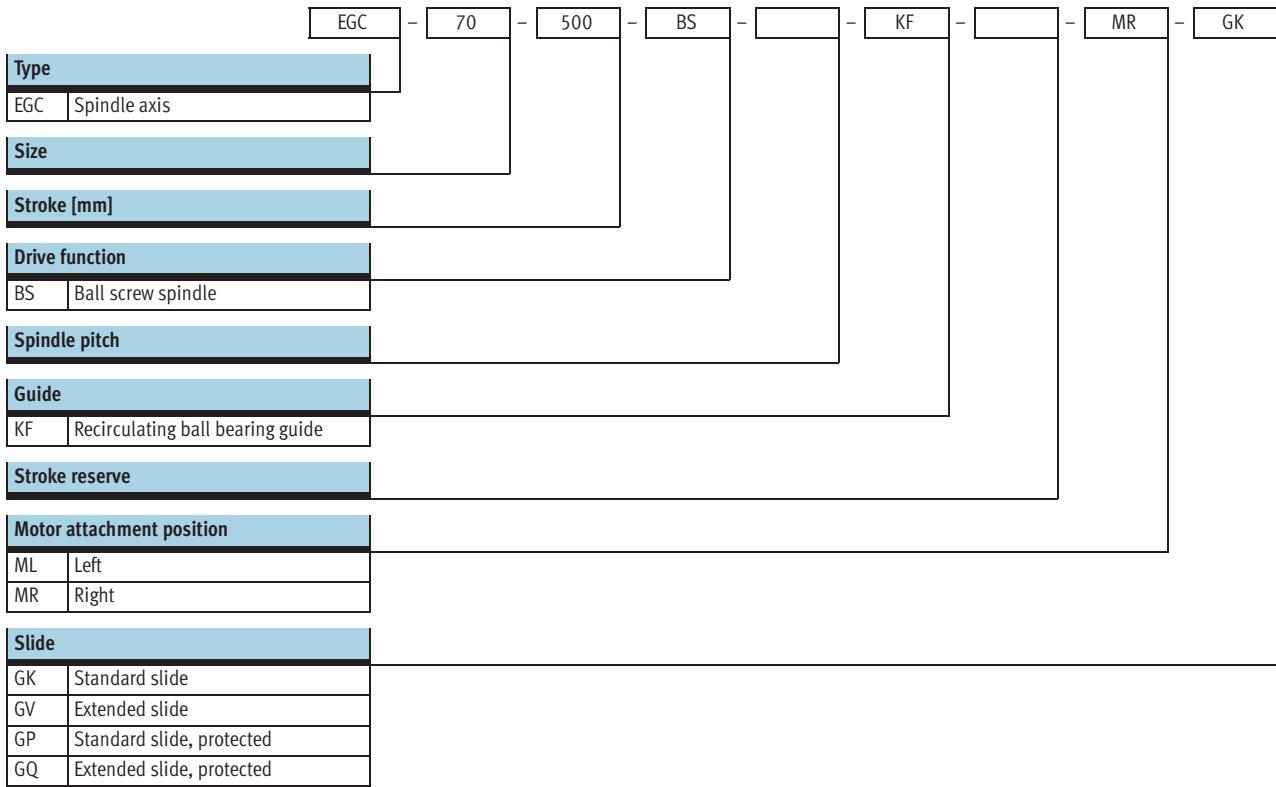 EGC – 70 – 500 – BS – – KF – – MR – GK
Type
EGC Spindle axis
Size
Stroke [mm]
Drive function
BS Ball screw spindle
Spindle pitch
Guide
KF Recirculating ball bearing guide
Stroke reserve
Motor attachment position
ML Left
MR Right
Slide
GK Standard slide
GV Extended slide
GP Standard slide, protected
GQ Extended slide, protected